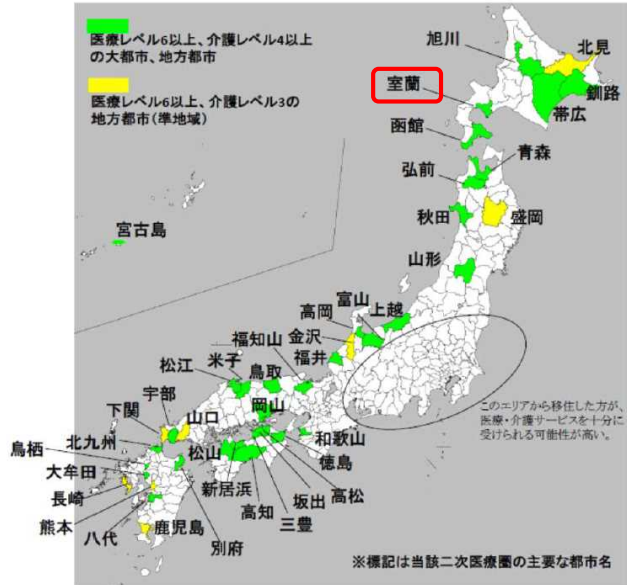 医療レベル6以上、介護レベル4以上
の大都市、地方都市
医療レベル6以上、介護レベル3の
地方都市(準地域)
旭川
北見
室蘭
釧路
帯広
函館
青森
弘前
秋田
盛岡
宮古島
山形
富山
上越
高岡
金沢
福知山
福井
米子
松江
鳥取
岡山
宇部
下関
山口
北九州
鳥栖
松山
大牟田
長崎
熊本
八代
鹿児島
別府
新居浜
高知
三豊
坂出
高松
徳島
和歌山
このエリアから移住した方が、
医療・介護サービスを十分に
受けられる可能性が高い。
※標記は当該二次医療圏の主要な都市名